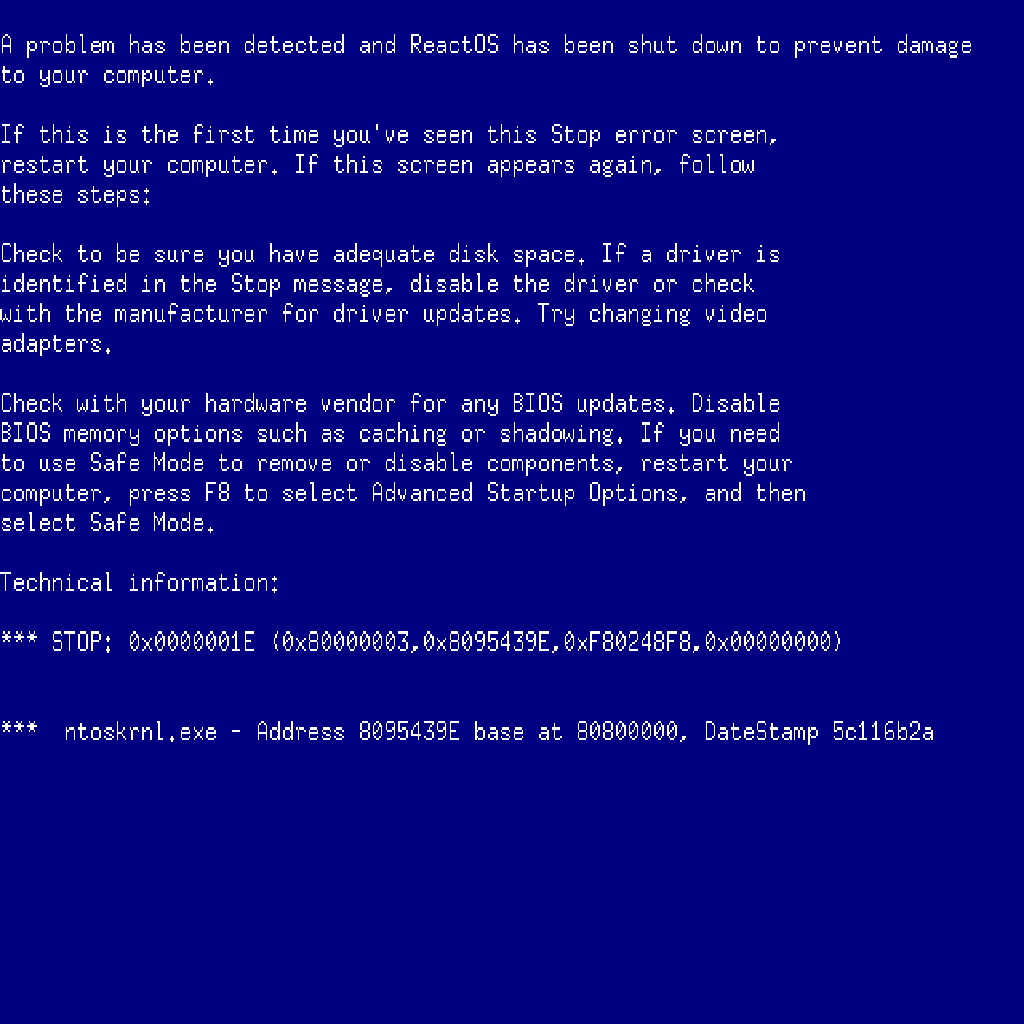 A problem has been detected and ReactOS has been shut down to prevent damage
to your computer.
If this is the first time you've seen this Stop error screen,
restart your computer. If this screen appears again, follow
these steps:
Check to be sure you have adequate disk space. If a driver is
identified in the Stop message, disable the driver or check
with the manufacturer for driver updates. Try changing video
adapters.
Check with your hardware vendor for any BIOS updates. Disable
BIOS memory options such as caching or shadowing. If you need
to use Safe Mode to remove or disable components, restart your
computer, press F8 to select Advanced Startup Options, and then
select Safe Mode.
Technical information:
*** STOP: 0x0000001E (0x80000003,0x8095439E,0xF80248F8,0x00000000)
***  ntoskrnl.exe - Address 8095439E base at 80800000, DateStamp 5c116b2a